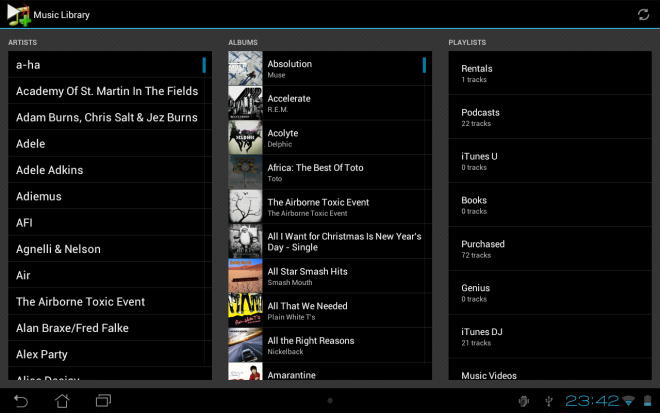 Music Library
ARTISTS
a-ha
Academy Of St. Martin In The Fields
Adam Burns, Chris Salt & Jez Burns
Adele
Adele Adkins
Adiemus
AFI
Agnelli & Nelson
Air
The Airborne Toxic Event
Alan Braxe/Fred Falke
Alex Party
Alice Deejay
ALBUMS
Absolution
Muse
Accelerate
R.E.M.
Acolyte
Delphic
Africa: The Best Of Toto
Toto
The Airborne Toxic Event
The Airborne Toxic Event
All I Want for Christmas Is New Year's
Day - Single
All Star Smash Hits
Smash Mouth
All That We Needed
Plain White T's
All the Right Reasons
Nickelback
Amarantine
PLAYLISTS
Rentals
1 tracks
Podcasts
22 tracks
iTunes U
0 tracks
Books
0 tracks
Purchased
72 tracks
Genius
0 tracks
iTunes DJ
21 tracks
Music Videos
23:42